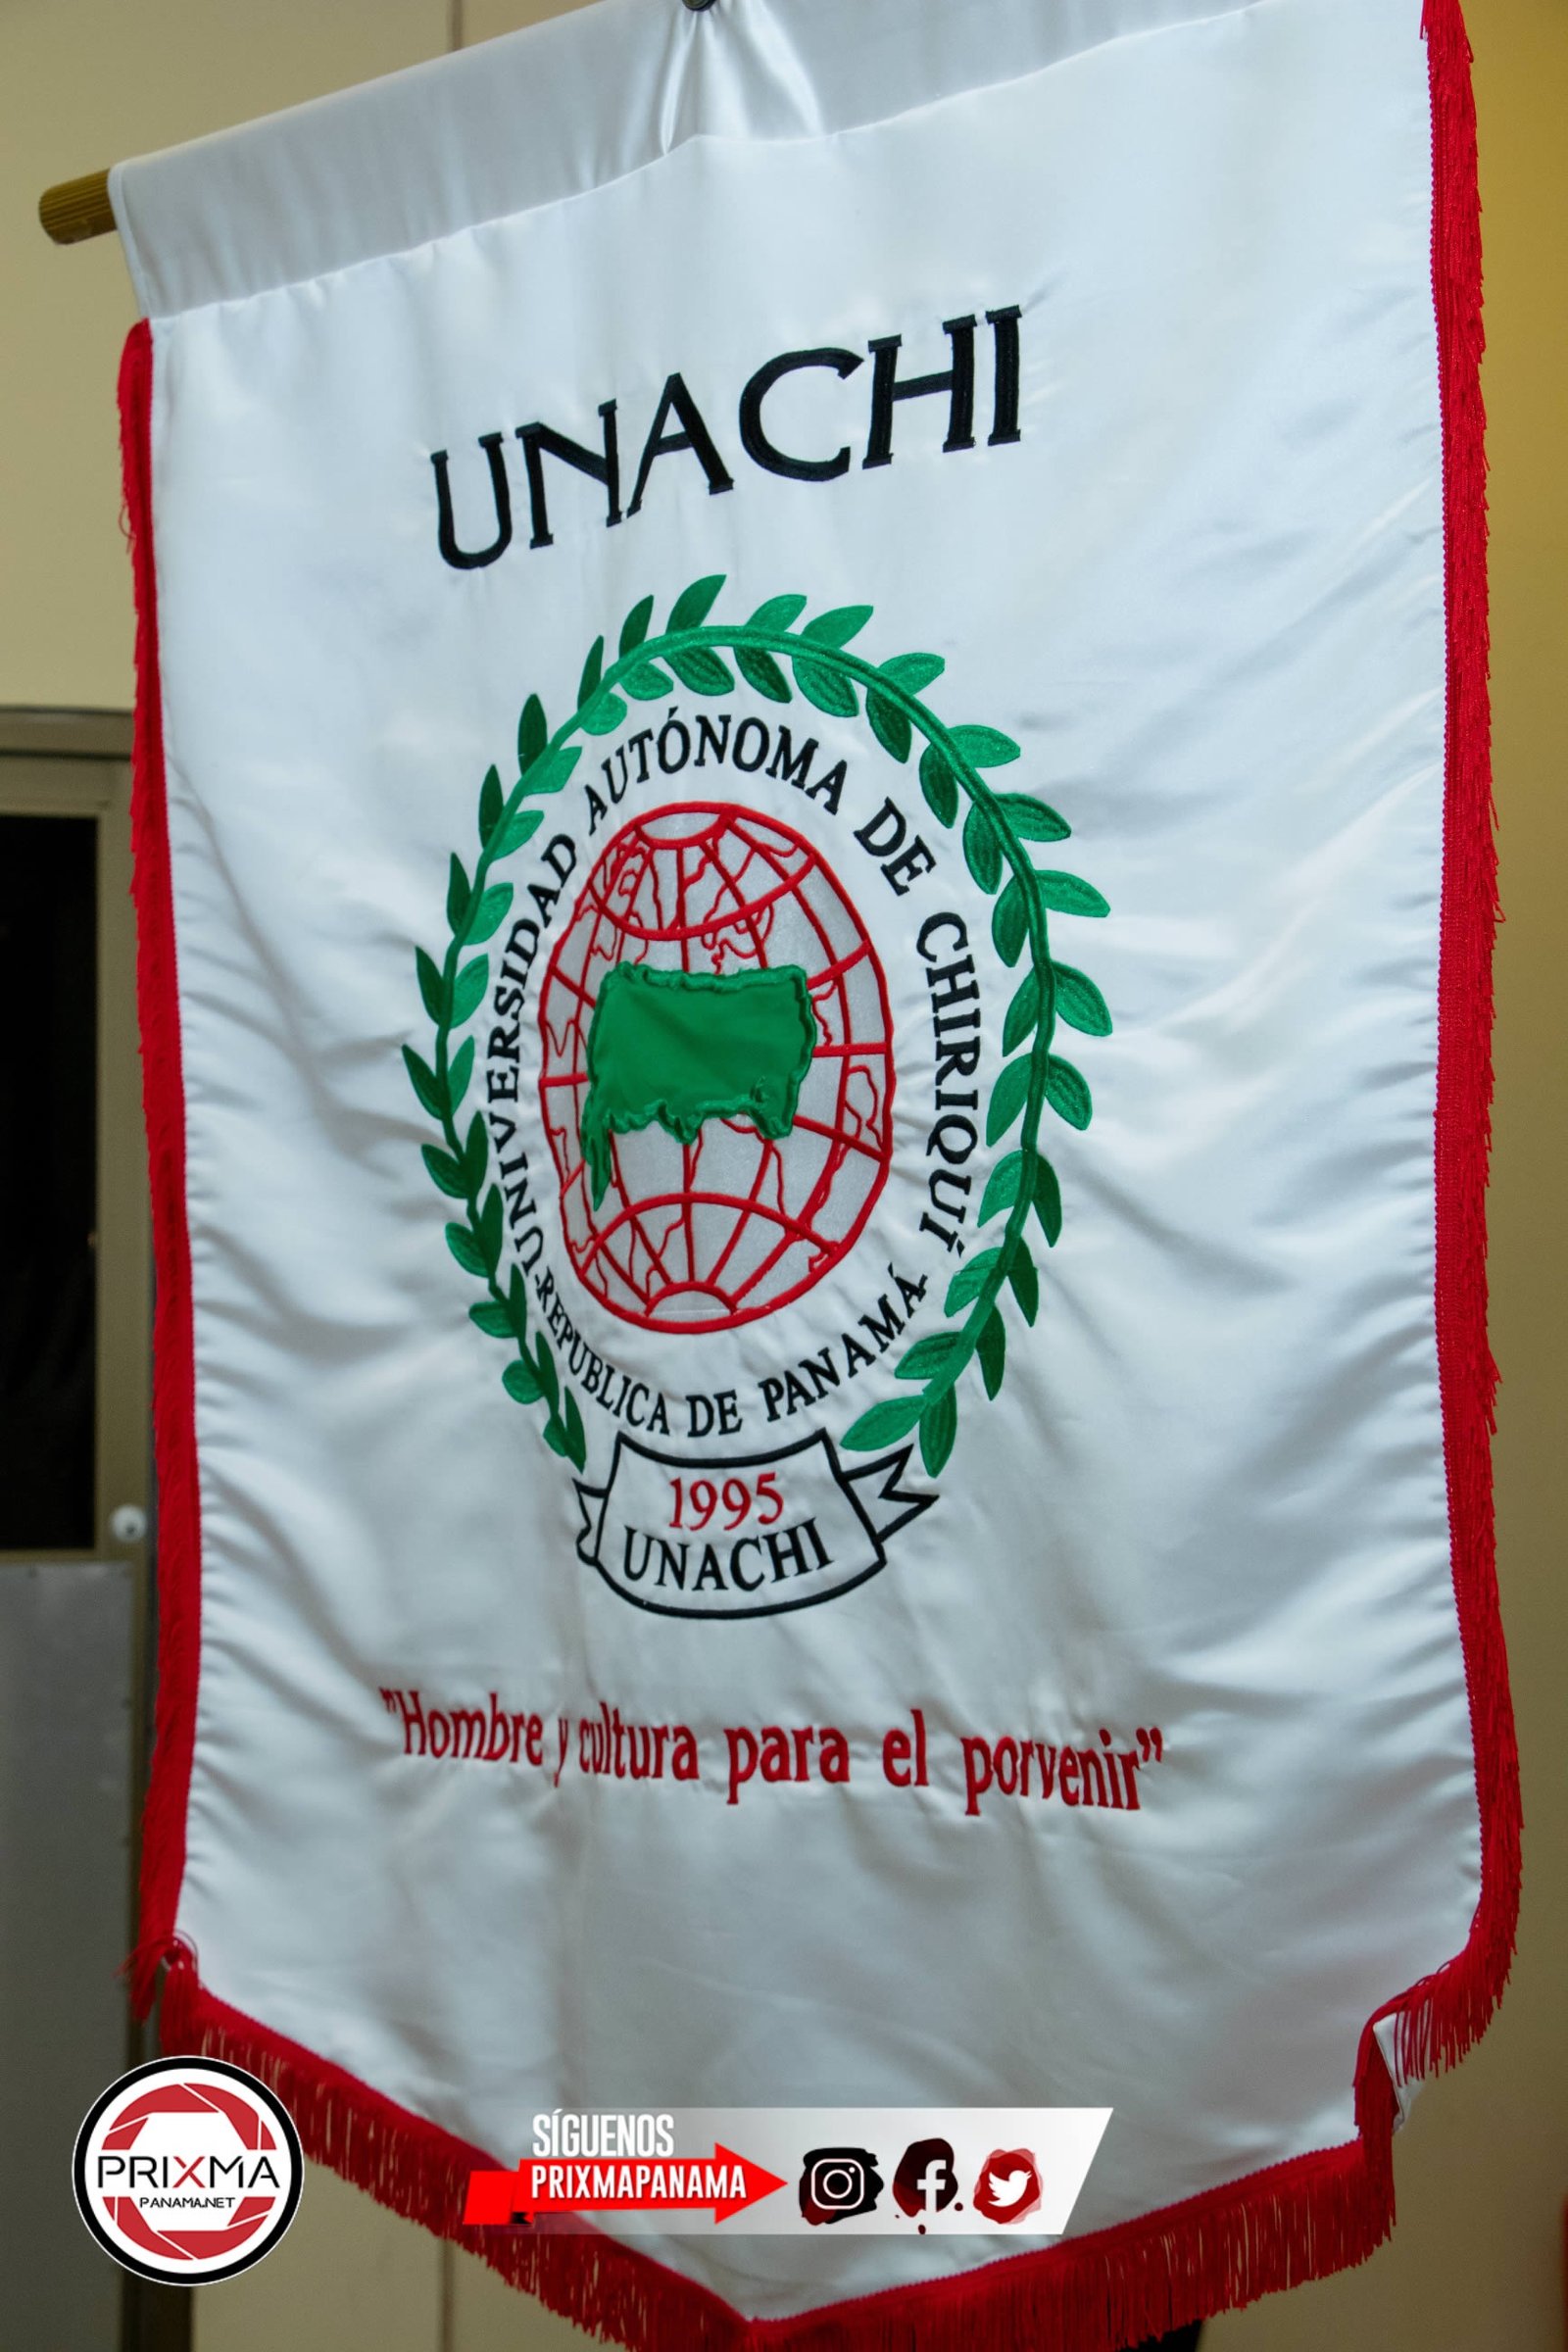 UNACHI
UNIVERSIDAD AUTÓNOMA DE CHIRIQUÍ
-REPUBLICA DE PANAMÁ
1995
UNACHI
"Hombre y cultura para el porvenir"
PRIXMA
PANAMA.NET
SÍGUENOS
PRIXMAPANAMA